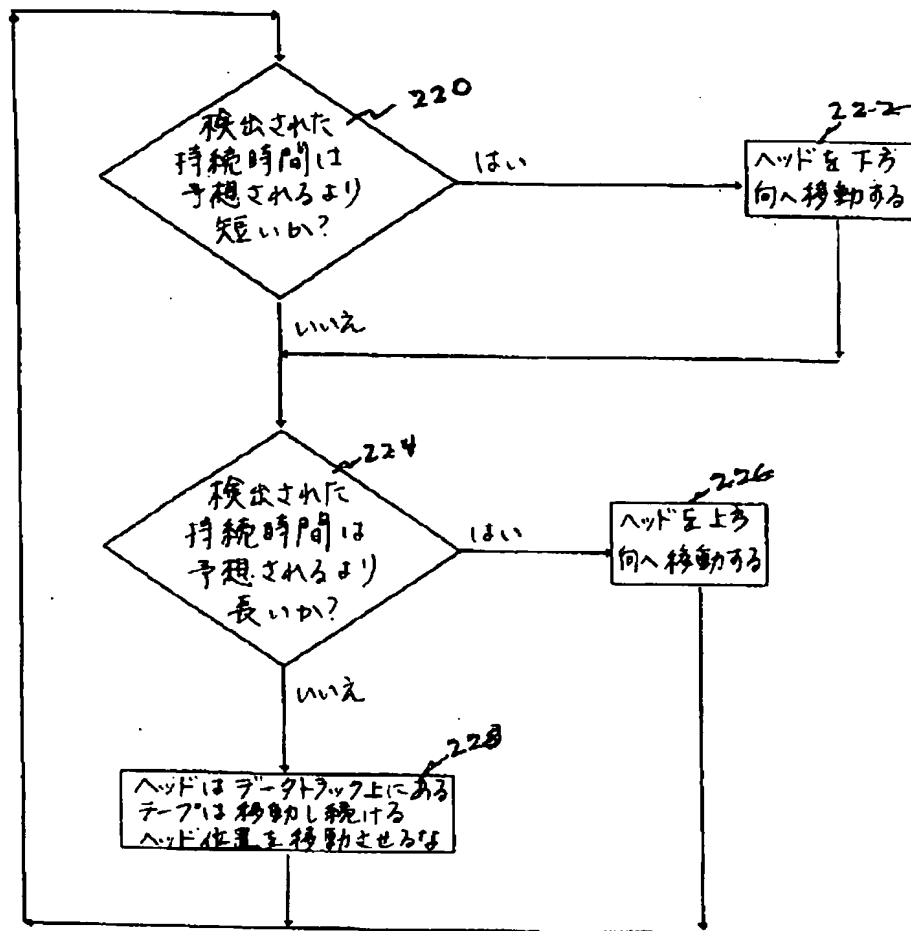 220
検出された
持続時間は
予想されるより
短いか?
はい
222
ヘッドを下方
向へ移動する
いいえ
224
検出された
持続時間は
予想されるより
長いか?
はい
226
ヘッドを上方
向へ移動する
いいえ
228
ヘッドはデータトラック上にある
テープは移動し続ける
ヘッド位置を移動させるな